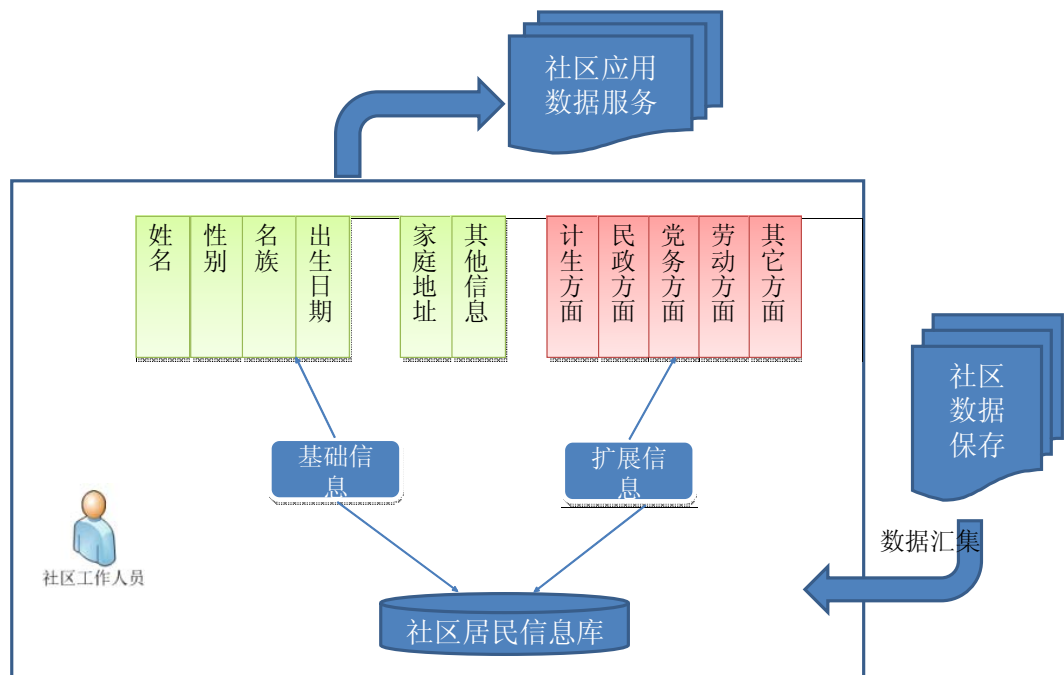 社区应用
数据服务
姓名
性别
名族
出生日期
家庭地址
其他信息
计生方面
民政方面
党务方面
劳动方面
其它方面
社区
数据
保存
基础信
息
扩展信
息
数据汇集
社区工作人员
社区居民信息库